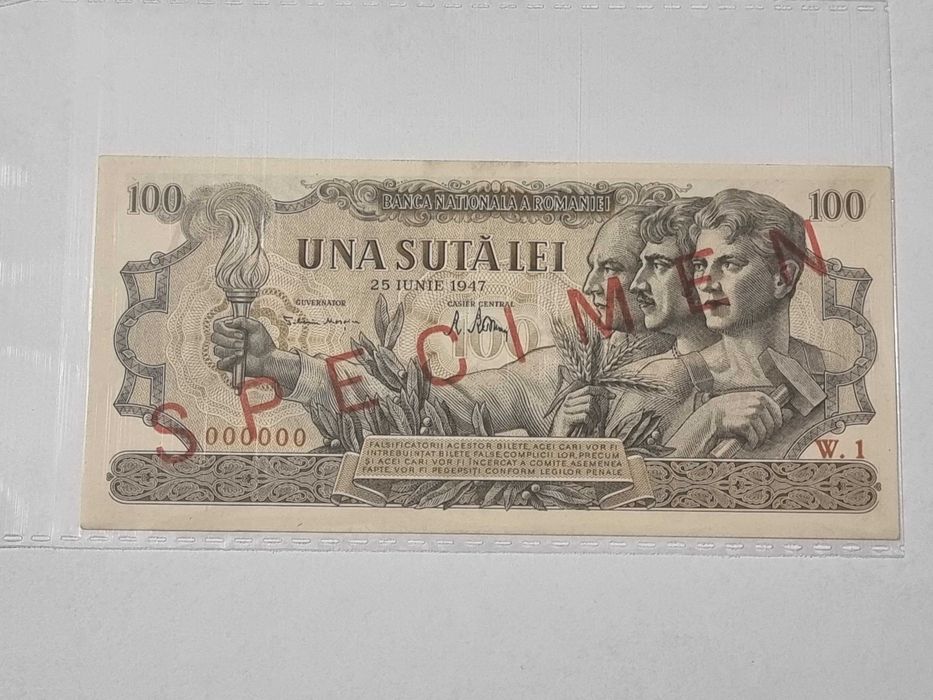 100
BANCA NATIONALA A ROMANIEI
100
UNA SUTĂ LEI
25 IUNIE 1947
GUVERNATOR
CASIER CENTRAL
100
SPECIMEN
000000
W. 1
FALSIFICATORII ACESTOR BILETE, ACEI CARI VOR FI
INTREBUINȚAT BILETE FALSE, COMPLICII LOR, PRECUM
ȘI ACEI CARI VOR FI ÎNCERCAT A COMITE ASEMENEA
FAPTE, VOR FI PEDEPSIȚI CONFORM LEGILOR PENALE